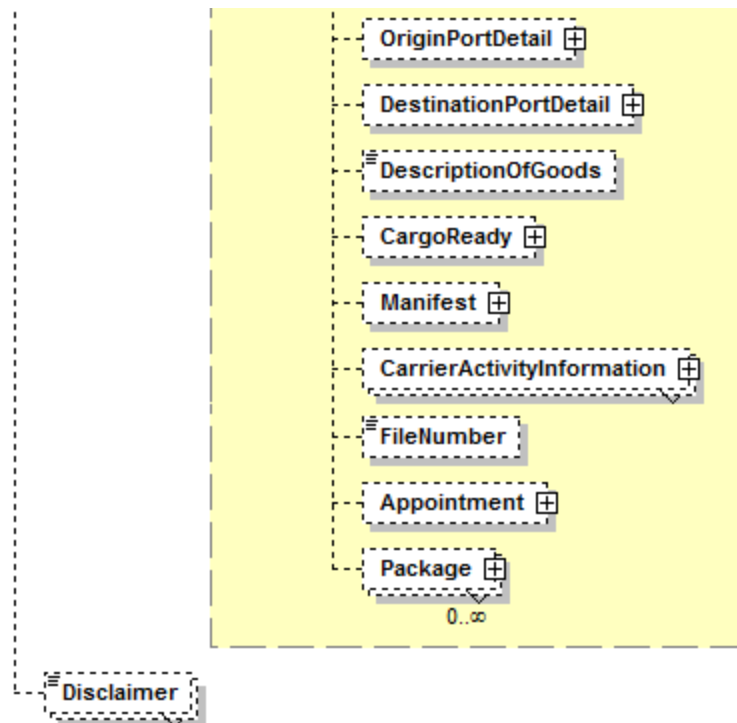 OriginPortDetail
DestinationPortDetail
DescriptionOfGoods
CargoReady
Manifest
CarrierActivityInformation
FileNumber
Appointment
Package
0..∞
Disclaimer